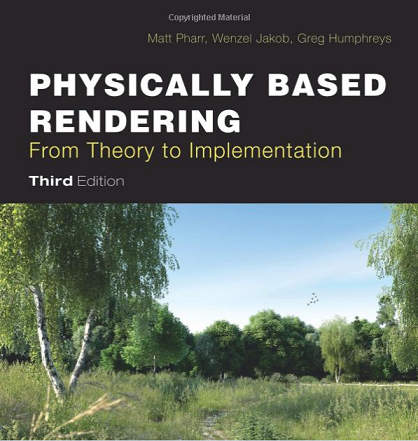 Copyrighted Material
Matt Pharr, Wenzel Jakob, Greg Humphreys
PHYSICALLY BASED
RENDERING
From Theory to Implementation
Third Edition